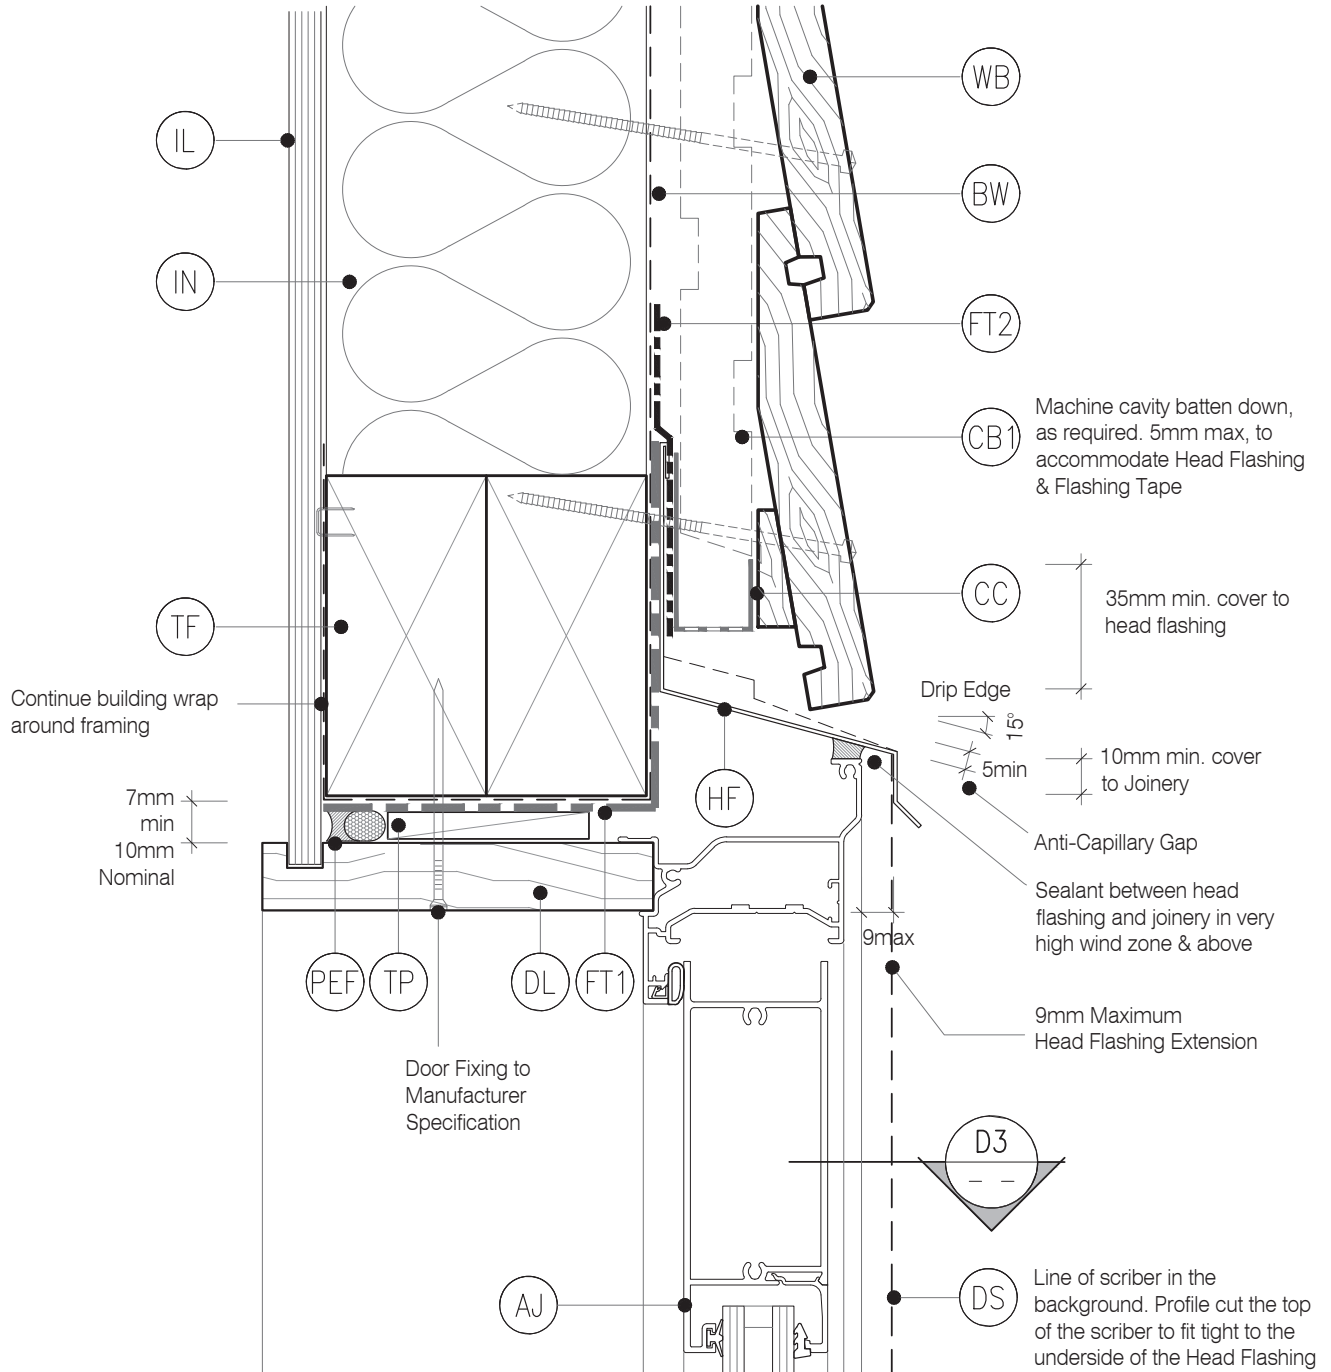 WB
IL
BW
IN
FT2
CB1
Machine cavity batten down,
as required. 5mm max, to
accommodate Head Flashing
& Flashing Tape
CC
35mm min. cover to
head flashing
TF
Continue building wrap
around framing
Drip Edge
15°
5min
10mm min. cover
to Joinery
HF
7mm
min
10mm
Nominal
Anti-Capillary Gap
Sealant between head
flashing and joinery in very
high wind zone & above
9max
PEF
TP
DL
FT1
9mm Maximum
Head Flashing Extension
Door Fixing to
Manufacturer
Specification
D3
- -
AJ
DS
Line of scriber in the
background. Profile cut the top
of the scriber to fit tight to the
underside of the Head Flashing